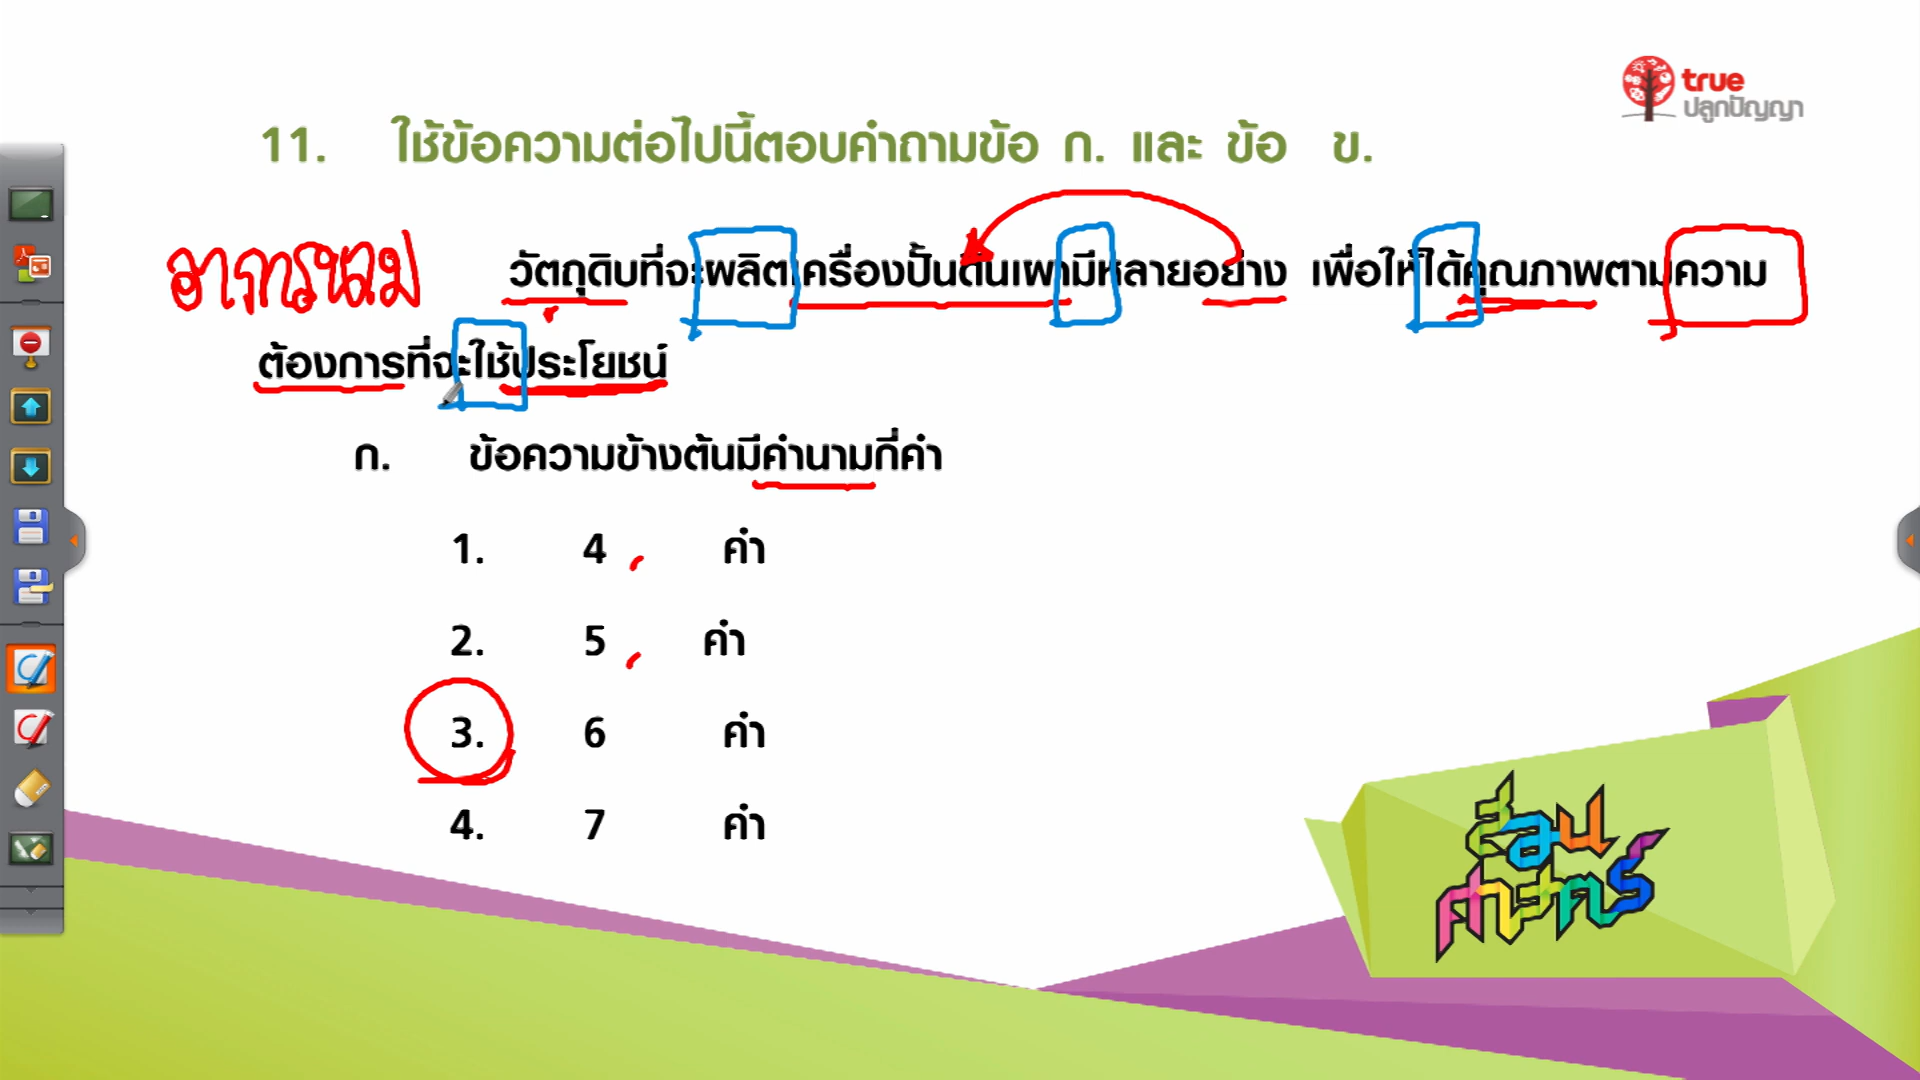 true
ปลูกปัญญา
11. ใช้ข้อความต่อไปนี้ตอบคำถามข้อ ก. และ ข้อ ข.
อาการนาม
วัตถุดิบที่จะผลิตเครื่องปั้นดินเผามีหลายอย่าง เพื่อให้ได้คุณภาพตามความ
ต้องการที่จะใช้ประโยชน์
ก. ข้อความข้างต้นมีคำนามกี่คำ
1. 4 คำ
2. 5 คำ
3. 6 คำ
4. 7 คำ
สอน
ศาสตร์